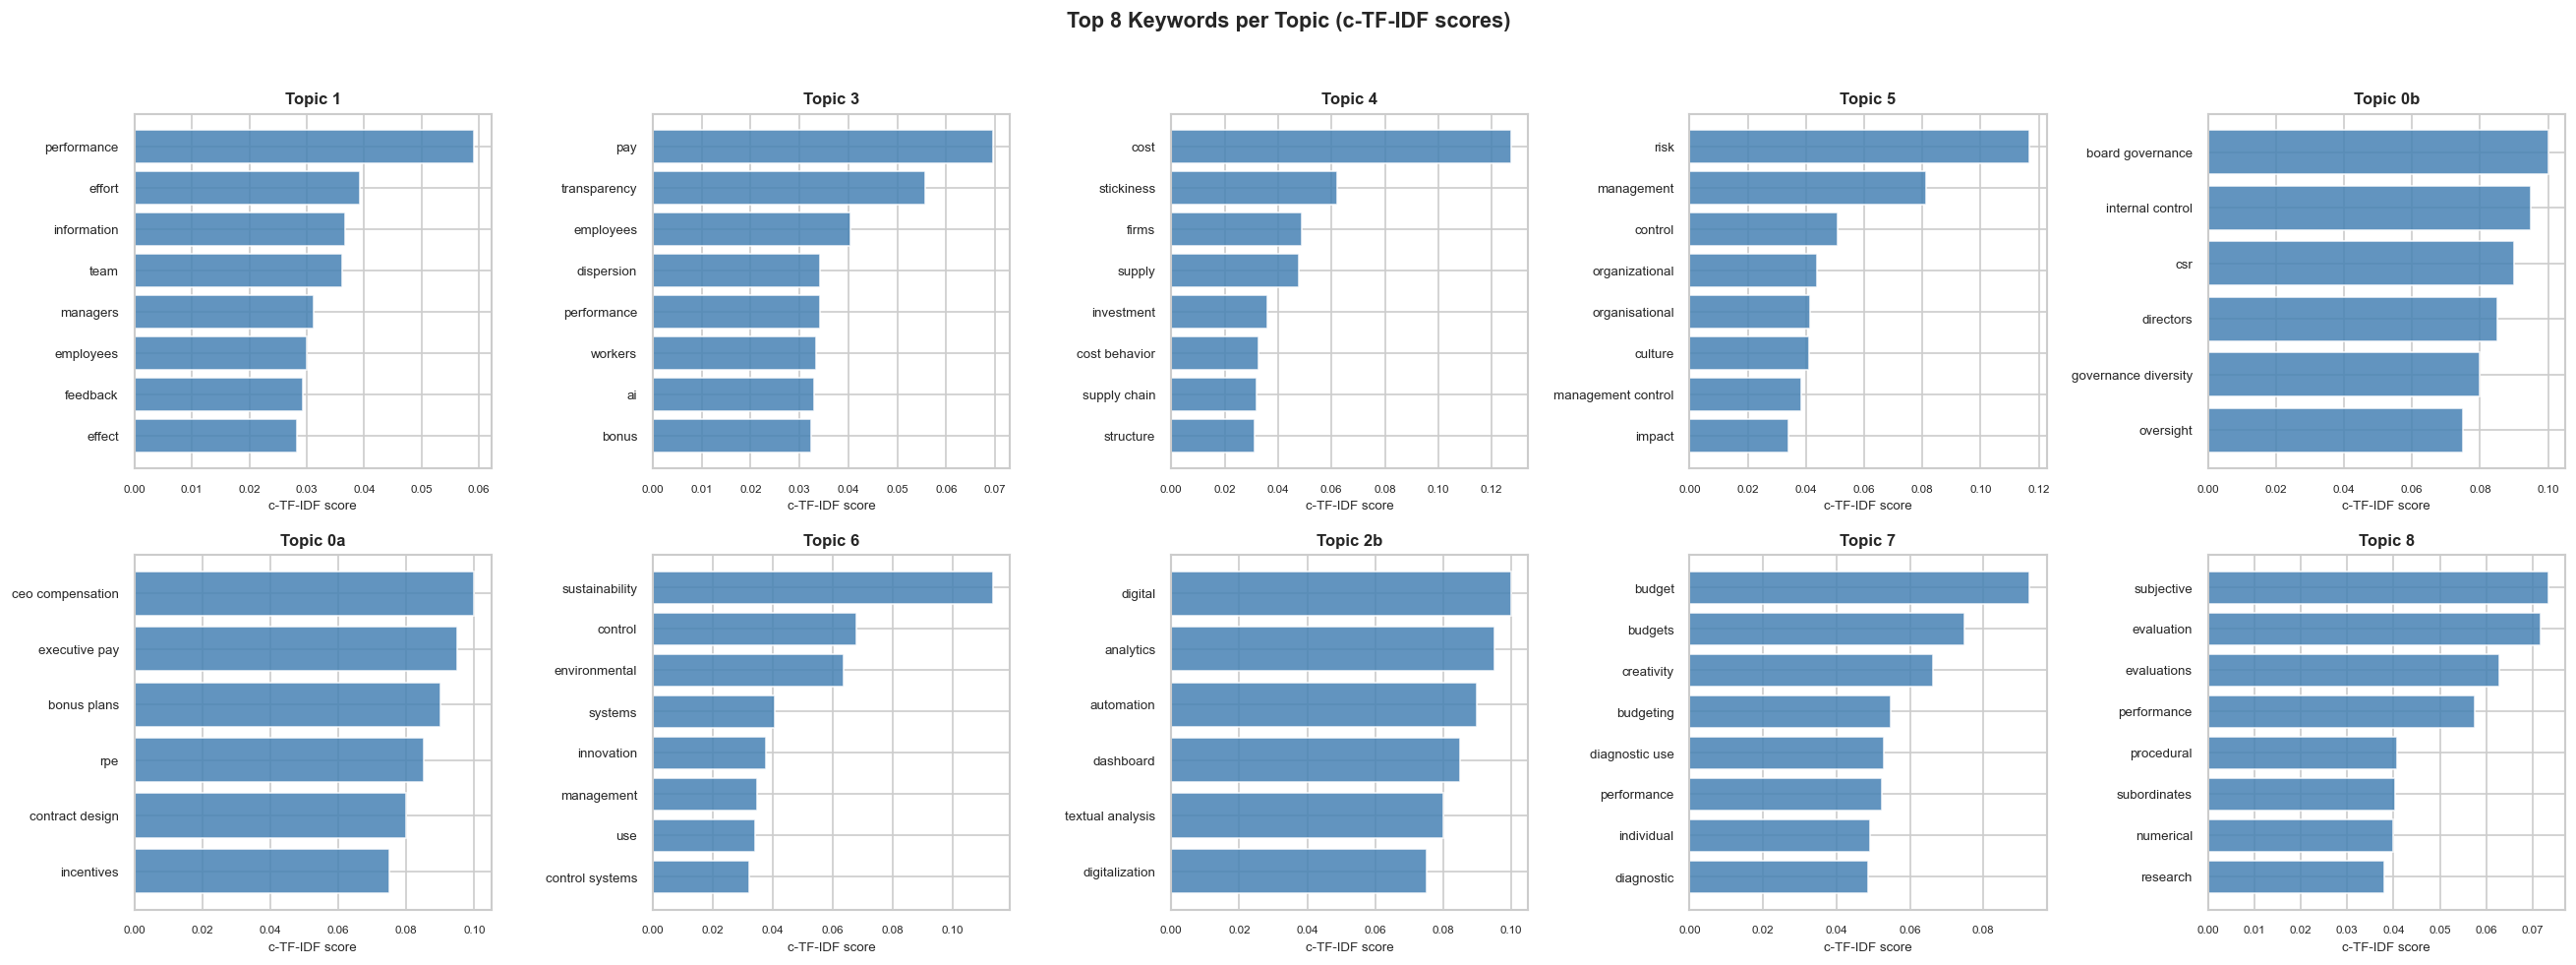 Top 8 Keywords per Topic (c-TF-IDF scores)
Topic 1
performance
effort
information
team
managers
employees
feedback
effect
0.00 0.01 0.02 0.03 0.04 0.05 0.06
c-TF-IDF score
Topic 3
pay
transparency
employees
dispersion
performance
workers
ai
bonus
0.00 0.01 0.02 0.03 0.04 0.05 0.06 0.07
c-TF-IDF score
Topic 4
cost
stickiness
firms
supply
investment
cost behavior
supply chain
structure
0.00 0.02 0.04 0.06 0.08 0.10 0.12
c-TF-IDF score
Topic 5
risk
management
control
organizational
organisational
culture
management control
impact
0.00 0.02 0.04 0.06 0.08 0.10 0.12
c-TF-IDF score
Topic 0b
board governance
internal control
csr
directors
governance diversity
oversight
0.00 0.02 0.04 0.06 0.08 0.10
c-TF-IDF score
Topic 0a
ceo compensation
executive pay
bonus plans
rpe
contract design
incentives
0.00 0.02 0.04 0.06 0.08 0.10
c-TF-IDF score
Topic 6
sustainability
control
environmental
systems
innovation
management
use
control systems
0.00 0.02 0.04 0.06 0.08 0.10
c-TF-IDF score
Topic 2b
digital
analytics
automation
dashboard
textual analysis
digitalization
0.00 0.02 0.04 0.06 0.08 0.10
c-TF-IDF score
Topic 7
budget
budgets
creativity
budgeting
diagnostic use
performance
individual
diagnostic
0.00 0.02 0.04 0.06 0.08
c-TF-IDF score
Topic 8
subjective
evaluation
evaluations
performance
procedural
subordinates
numerical
research
0.00 0.01 0.02 0.03 0.04 0.05 0.06 0.07
c-TF-IDF score